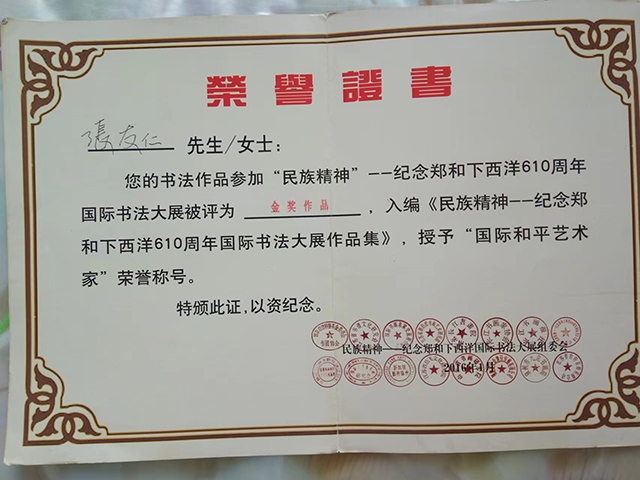 榮譽證書
張友仁 先生/女士：
您的书法作品参加“民族精神”--纪念郑和下西洋610周年
国际书法大展被评为 金奖作品 ，入编《民族精神--纪念郑
和下西洋610周年国际书法大展作品集》，授予“国际和平艺术
家”荣誉称号。
特颁此证，以资纪念。
民族精神——纪念郑和下西洋国际书法大展组委会